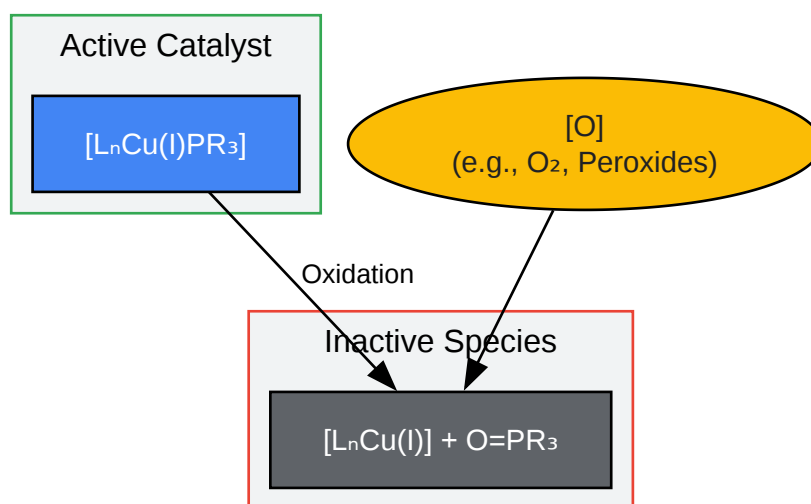 Active Catalyst
[LₙCu(I)PR₃]
[O]
(e.g., O₂, Peroxides)
Oxidation
Inactive Species
[LₙCu(I)] + O=PR₃